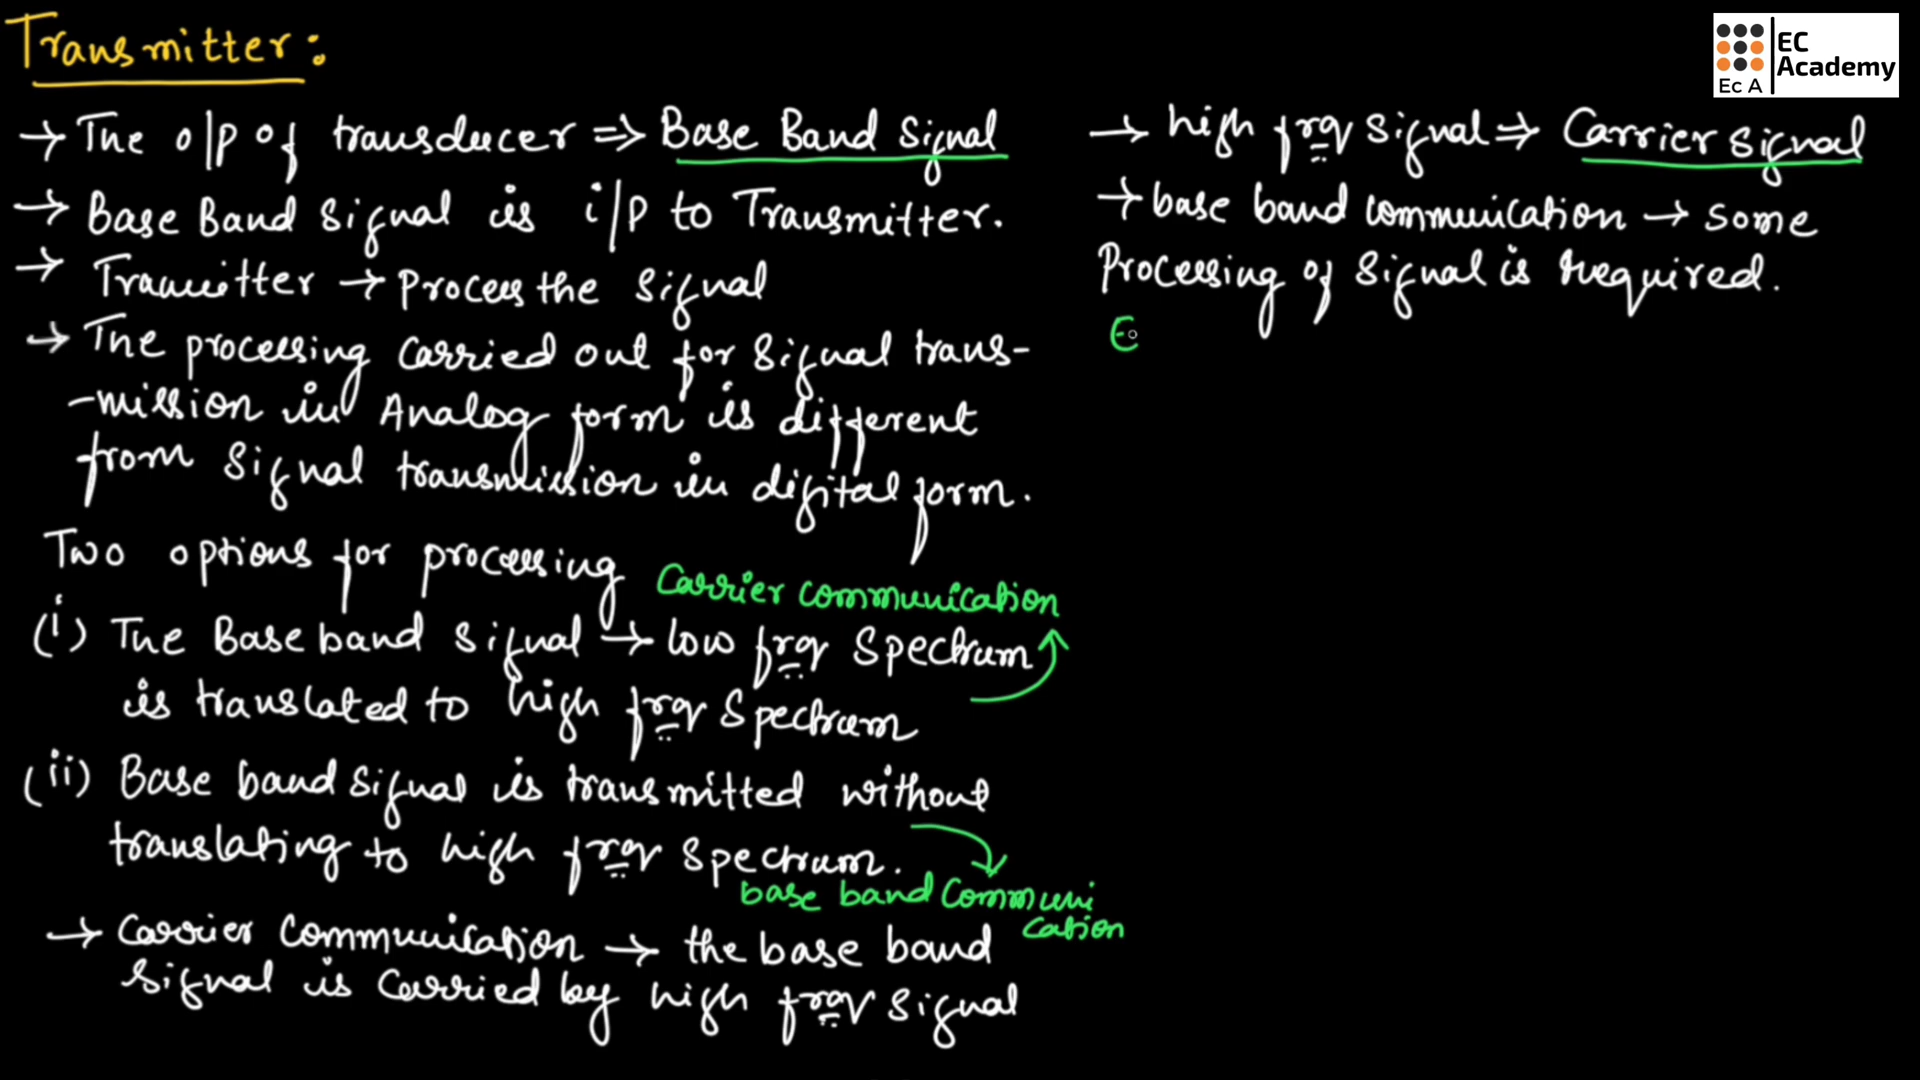 Transmitter:
→ The o/p of transducer ⇒ Base Band Signal
→ Base Band Signal is i/p to Transmitter.
→ Transmitter → Process the Signal
→ The processing carried out for Signal trans-
-mission in Analog form is different
from Signal transmission in digital form.
Two options for processing
Carrier communication
(i) The Base band Signal → low frq Spectrum
is translated to high frq Spectrum
(ii) Base band Signal is transmitted without
translating to high frq Spectrum.
base band Communi
cation
→ Carrier Communication → the base band
Signal is Carried by high frq Signal
→ high frq Signal ⇒ Carrier Signal
→ base band communication → Some
Processing of Signal is required.
E
EC
Academy
Ec A